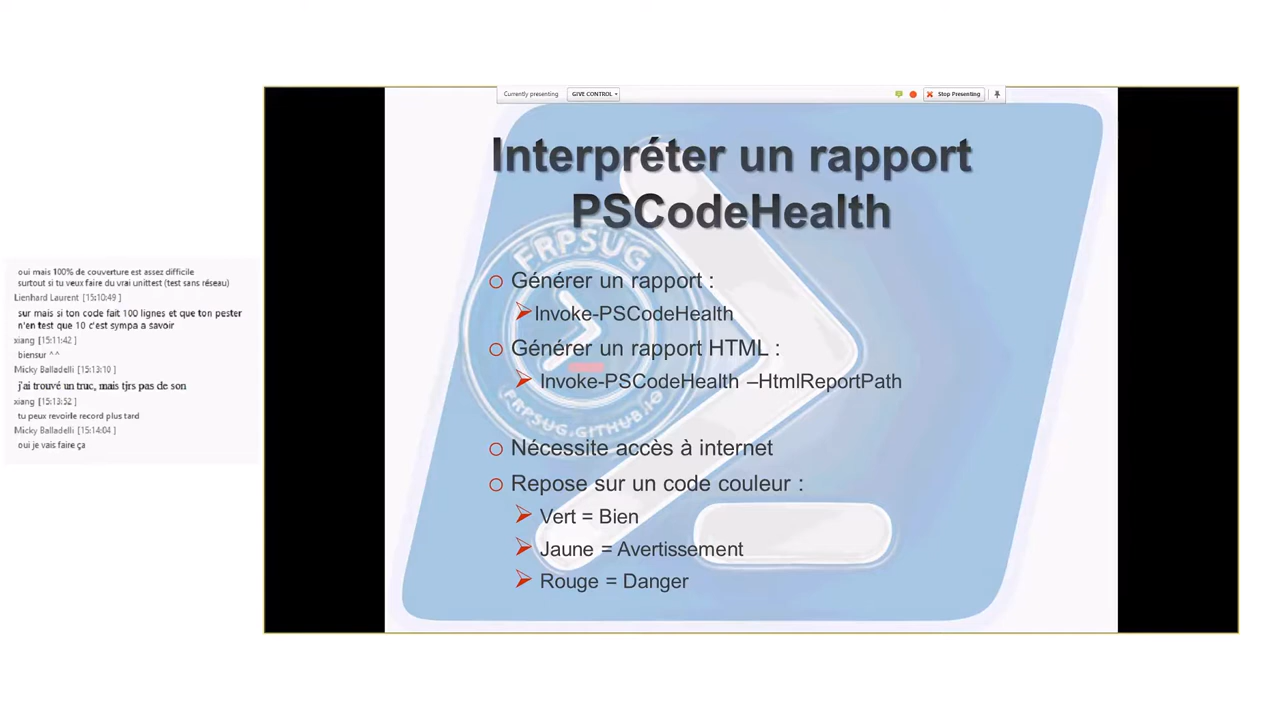 oui mais 100% de couverture est assez difficile
surtout si tu veux faire du vrai unittest (test sans réseau)
Lienhard Laurent [15:10:49]
sur mais si ton code fait 100 lignes et que ton pester
n'en test que 10 c'est sympa a savoir
xiang [15:11:42]
biensur ^^
Micky Balladelli [15:13:10]
j'ai trouvé un truc, mais tjrs pas de son
xiang [15:13:52]
tu peux revoirle record plus tard
Micky Balladelli [15:14:04]
oui je vais faire ça
Currently presenting GIVE CONTROL Stop Presenting
Interpréter un rapport
PSCodeHealth
FRPSUG
FRPSUG.GITHUB.IO
Générer un rapport :
Invoke-PSCodeHealth
Générer un rapport HTML :
Invoke-PSCodeHealth –HtmlReportPath
Nécessite accès à internet
Repose sur un code couleur :
Vert = Bien
Jaune = Avertissement
Rouge = Danger